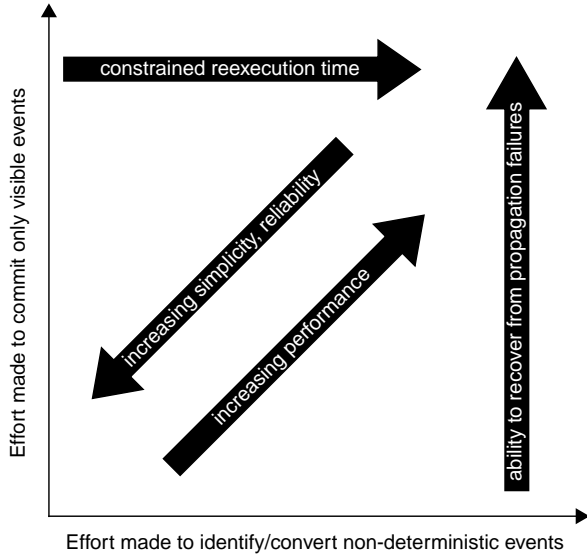 constrained reexecution time
increasing simplicity, reliability
increasing performance
ability to recover from propagation failures
Effort made to commit only visible events
Effort made to identify/convert non-deterministic events